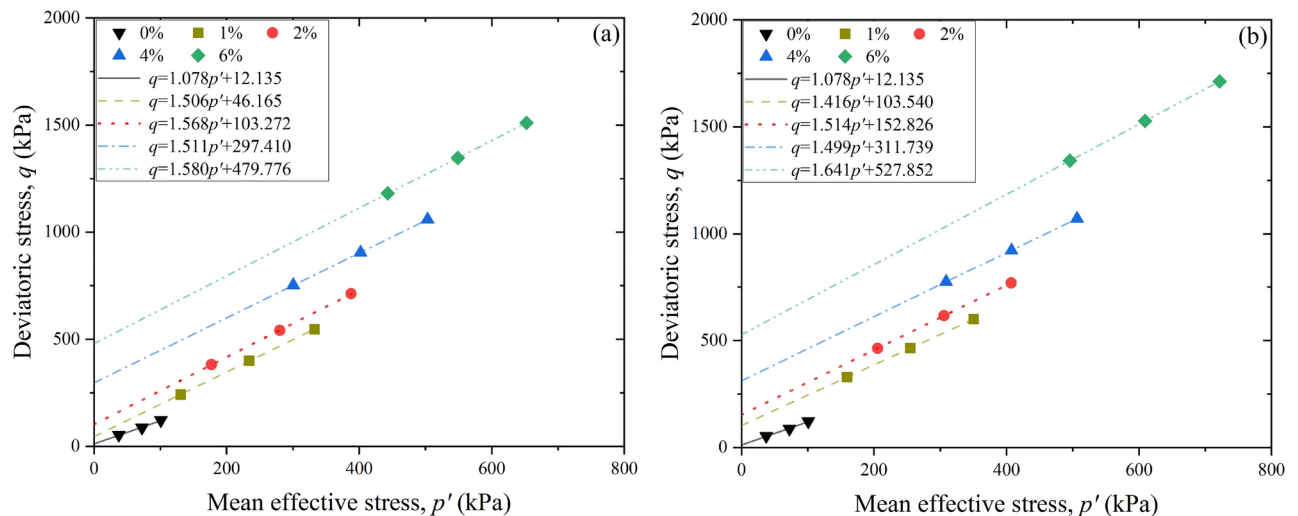 (a)
0% 1% 2%
4% 6%
q=1.078p′+12.135
q=1.506p′+46.165
q=1.568p′+103.272
q=1.511p′+297.410
q=1.580p′+479.776
2000
1500
1000
500
0
Deviatoric stress, q (kPa)
0 200 400 600 800
Mean effective stress, p′ (kPa)
(b)
0% 1% 2%
4% 6%
q=1.078p′+12.135
q=1.416p′+103.540
q=1.514p′+152.826
q=1.499p′+311.739
q=1.641p′+527.852
2000
1500
1000
500
0
Deviatoric stress, q (kPa)
0 200 400 600 800
Mean effective stress, p′ (kPa)